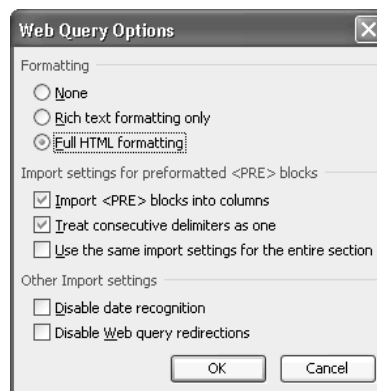 Web Query Options
Formatting
None
Rich text formatting only
Full HTML formatting
Import settings for preformatted <PRE> blocks
Import <PRE> blocks into columns
Treat consecutive delimiters as one
Use the same import settings for the entire section
Other Import settings
Disable date recognition
Disable Web query redirections
OK Cancel